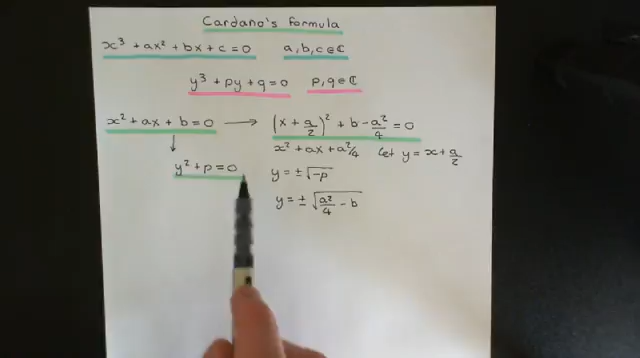 Cardano's Formula
x³ + ax² + bx + c = 0 a, b, c ∈ ℂ
y³ + py + q = 0 p, q ∈ ℂ
x² + ax + b = 0 → (x + a/2)² + b - a²/4 = 0
x² + ax + a²/4 Let y = x + a/2
↓
y² + p = 0 y = ± √-p
y = ± √(a²/4 - b)